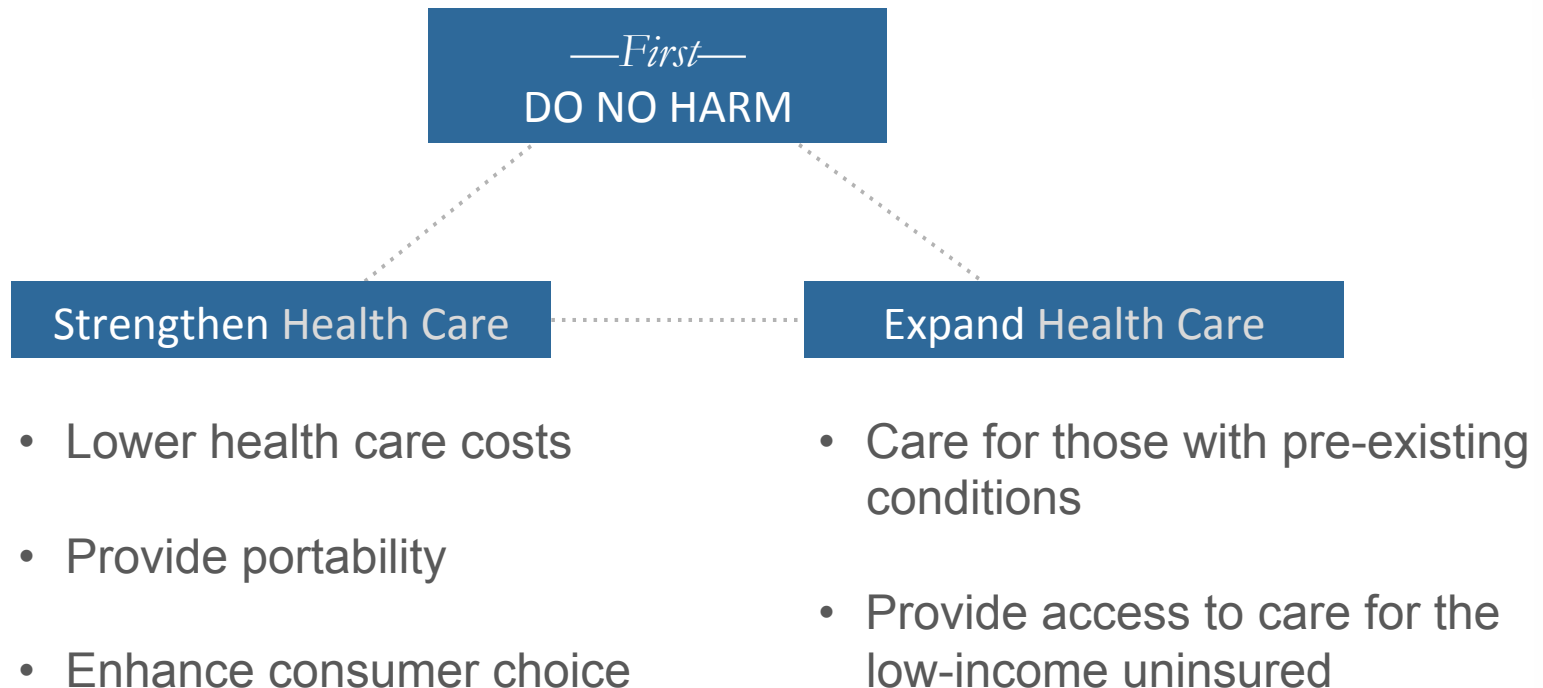 —First—
DO NO HARM
Strengthen Health Care
Expand Health Care
• Lower health care costs
• Provide portability
• Enhance consumer choice
• Care for those with pre-existing
conditions
• Provide access to care for the
low-income uninsured